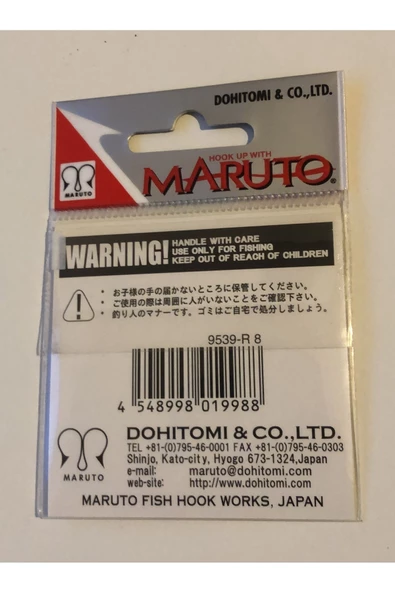 DOHITOMI & CO.,LTD.
HOOK UP WITH
MARUTO®
MARUTO
WARNING!
HANDLE WITH CARE
USE ONLY FOR FISHING
KEEP OUT OF REACH OF CHILDREN
• お子様の手の届かないところに保管してください。
• ご使用の際は周囲に人がいないことをご確認下さい。
• 釣り人のマナーです。ゴミはご自宅で処分しましょう。
9539-R 8
4 548998 019988
DOHITOMI & CO.,LTD.
TEL +81-(0)795-46-0001 FAX +81-(0)795-46-0303
Shinjo, Kato-city, Hyogo 673-1324,Japan
e-mail: maruto@dohitomi.com
web-site: http://www.dohitomi.com
MARUTO
MARUTO FISH HOOK WORKS, JAPAN